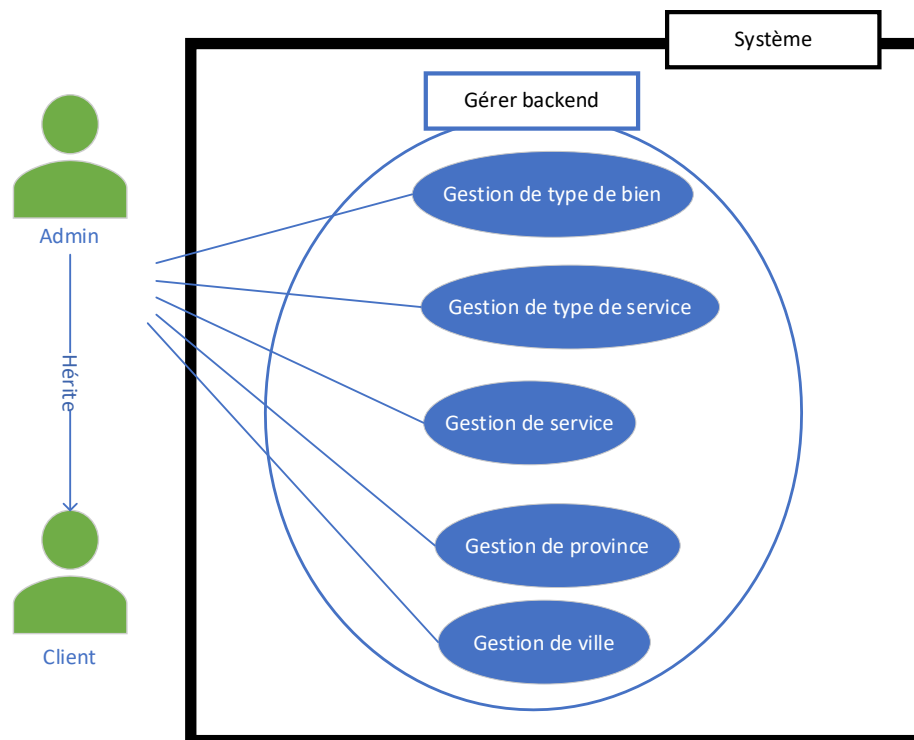 Système
Gérer backend
Gestion de type de bien
Admin
Gestion de type de service
Hérite
Gestion de service
Gestion de province
Gestion de ville
Client